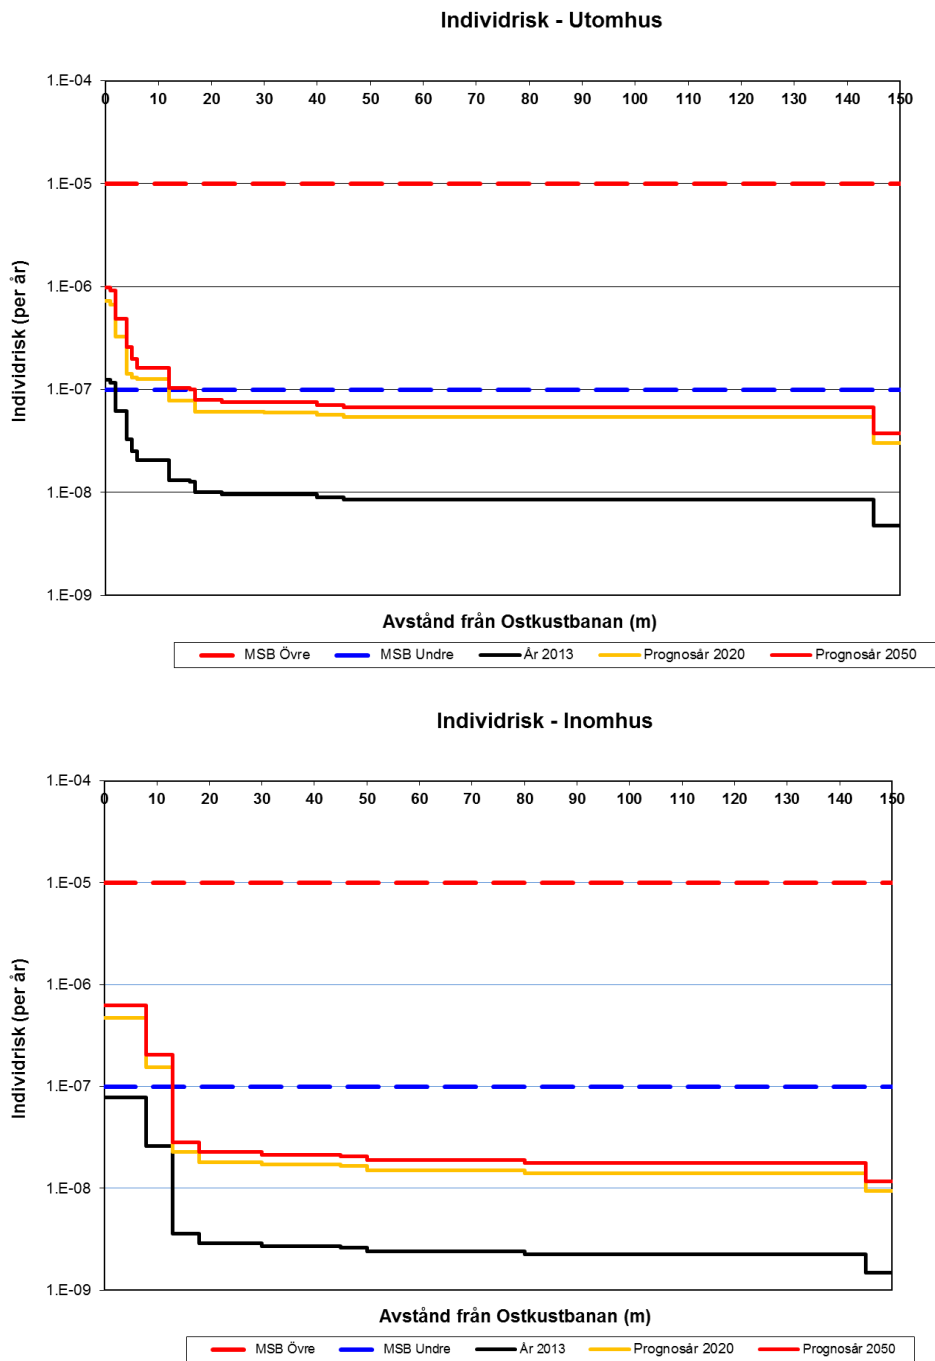 Individrisk - Utomhus
1.E-04
0 10 20 30 40 50 60 70 80 90 100 110 120 130 140 150
1.E-05
1.E-06
1.E-07
1.E-08
1.E-09
Individrisk (per år)
Avstånd från Ostkustbanan (m)
MSB Övre MSB Undre År 2013 Prognosår 2020 Prognosår 2050
Individrisk - Inomhus
1.E-04
0 10 20 30 40 50 60 70 80 90 100 110 120 130 140 150
1.E-05
1.E-06
1.E-07
1.E-08
1.E-09
Individrisk (per år)
Avstånd från Ostkustbanan (m)
MSB Övre MSB Undre År 2013 Prognosår 2020 Prognosår 2050